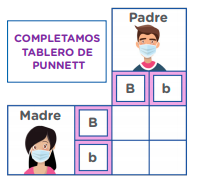 Padre
COMPLETAMOS
TABLERO DE
PUNNETT
B b
Madre
B
b